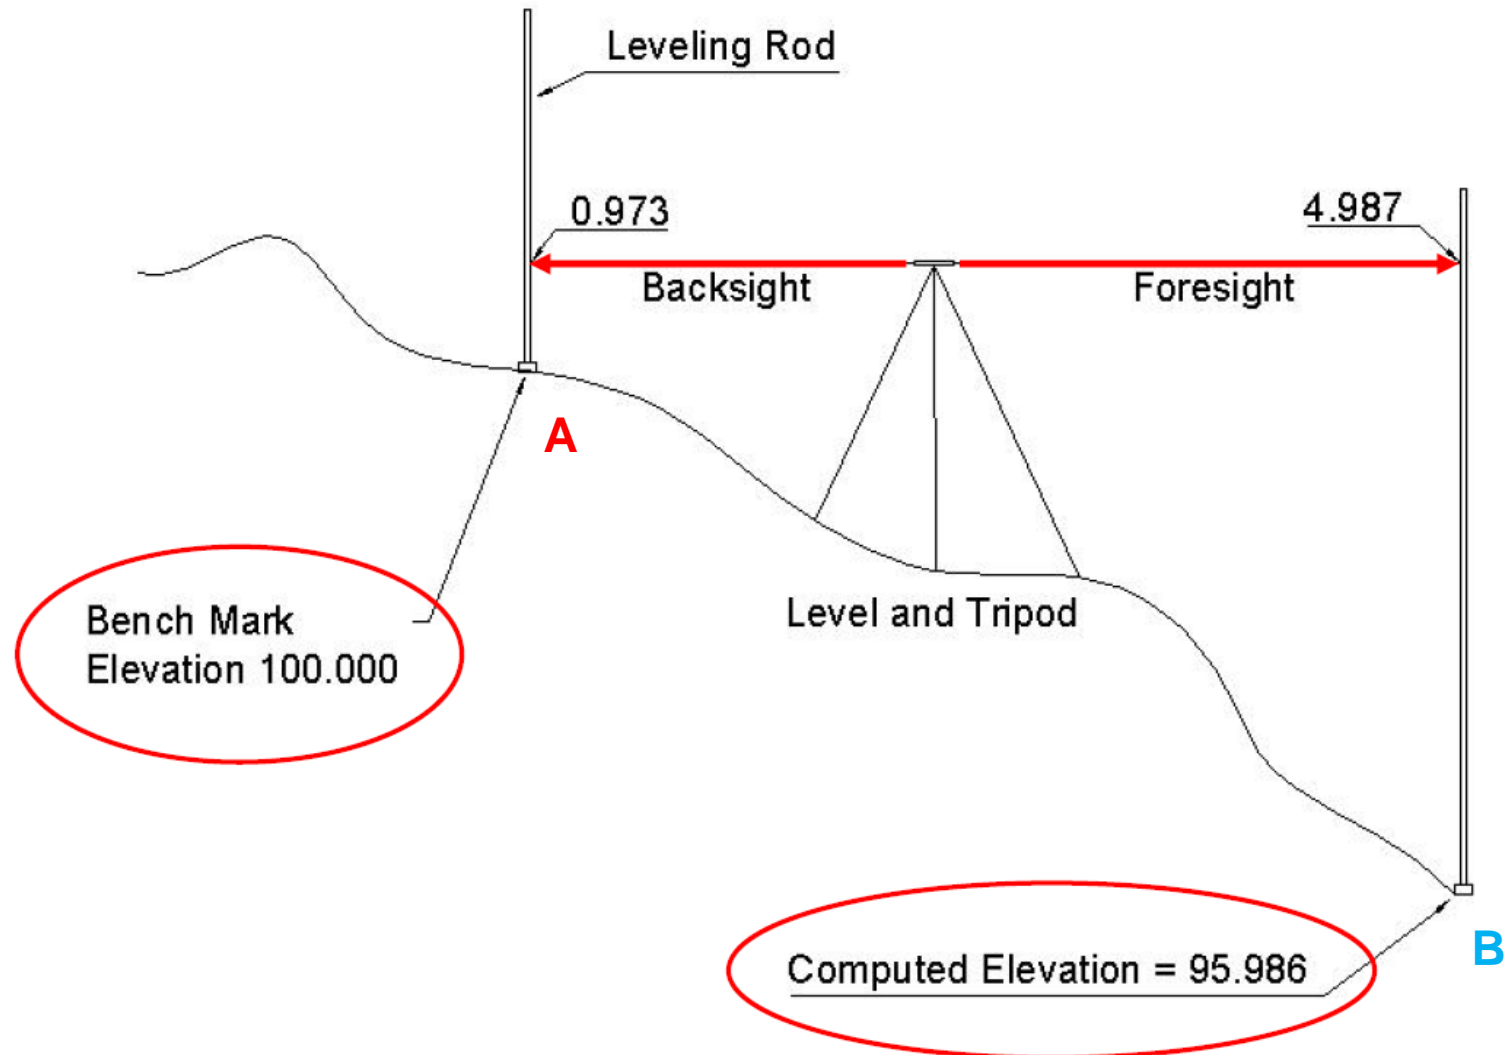 Leveling Rod
0.973
4.987
Backsight
Foresight
A
Bench Mark
Elevation 100.000
Level and Tripod
B
Computed Elevation = 95.986